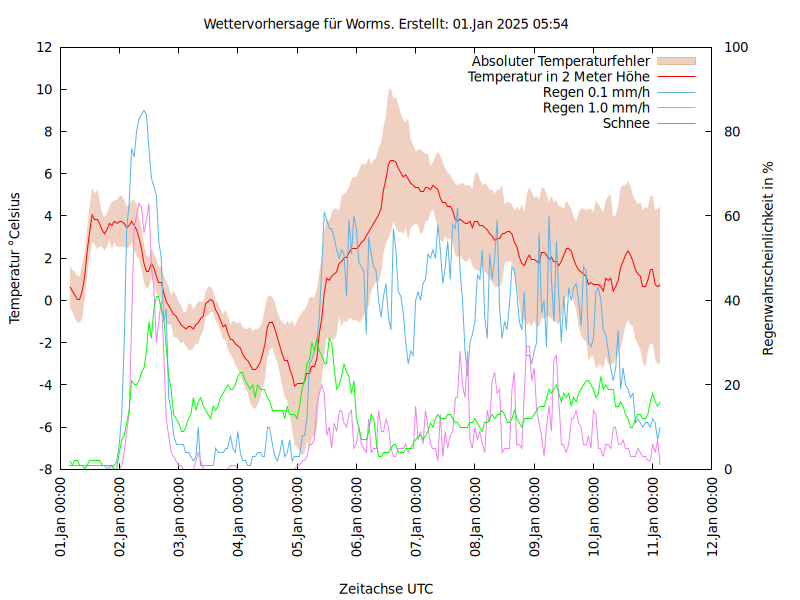 Wettervorhersage für Worms. Erstellt: 01.Jan 2025 05:54
Absoluter Temperaturfehler
Temperatur in 2 Meter Höhe
Regen 0.1 mm/h
Regen 1.0 mm/h
Schnee
Temperatur °Celsius
12
10
8
6
4
2
0
-2
-4
-6
-8
100
80
60
40
20
0
Regenwahrscheinlichkeit in %
01.Jan 00:00
02.Jan 00:00
03.Jan 00:00
04.Jan 00:00
05.Jan 00:00
06.Jan 00:00
07.Jan 00:00
08.Jan 00:00
09.Jan 00:00
10.Jan 00:00
11.Jan 00:00
12.Jan 00:00
Zeitachse UTC